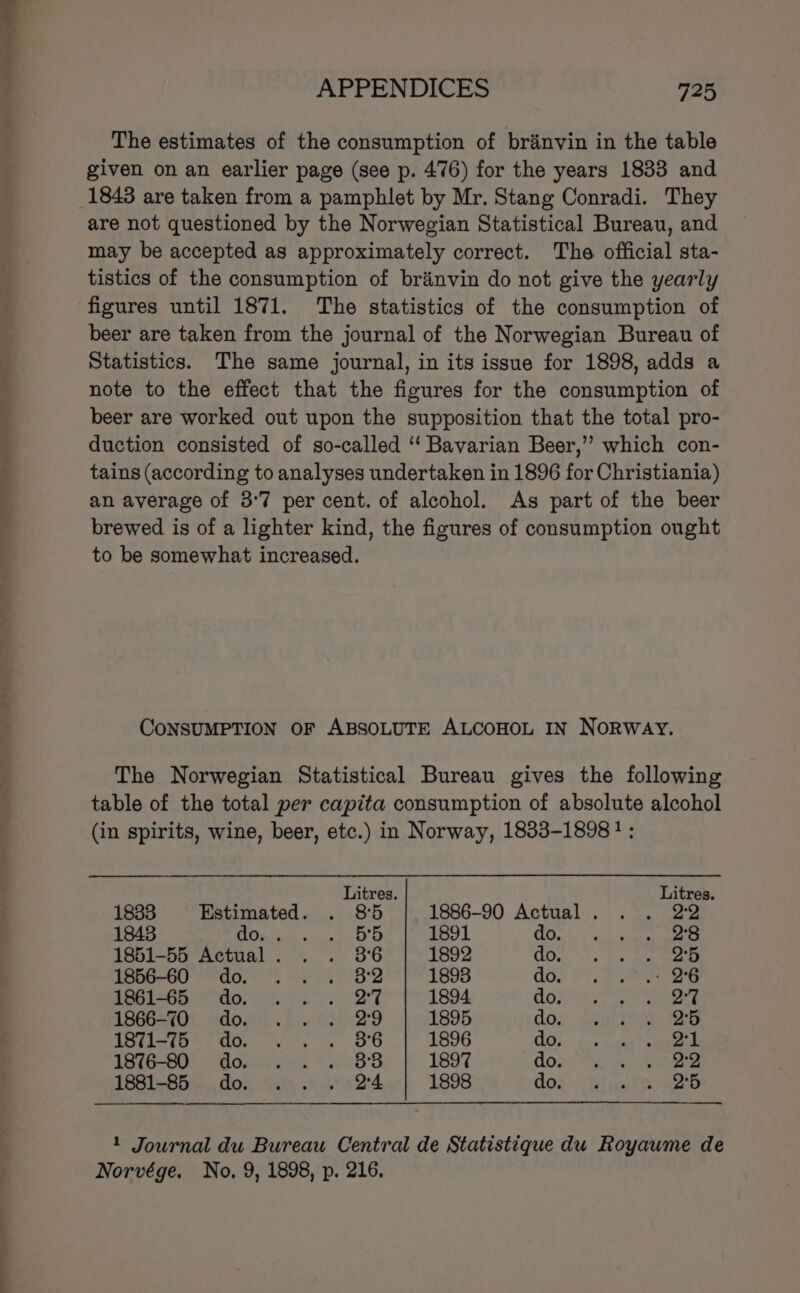 APPENDICES 725
The estimates of the consumption of bränvin in the table
given on an earlier page (see p. 476) for the years 1833 and
1843 are taken from a pamphlet by Mr. Stang Conradi. They
are not questioned by the Norwegian Statistical Bureau, and
may be accepted as approximately correct. The official sta-
tistics of the consumption of bränvin do not give the yearly
figures until 1871. The statistics of the consumption of
beer are taken from the journal of the Norwegian Bureau of
Statistics. The same journal, in its issue for 1898, adds a
note to the effect that the figures for the consumption of
beer are worked out upon the supposition that the total pro-
duction consisted of so-called “Bavarian Beer,” which con-
tains (according to analyses undertaken in 1896 for Christiania)
an average of 3·7 per cent. of alcohol. As part of the beer
brewed is of a lighter kind, the figures of consumption ought
to be somewhat increased.
CONSUMPTION OF ABSOLUTE ALCOHOL IN NORWAY.
The Norwegian Statistical Bureau gives the following
table of the total per capita consumption of absolute alcohol
(in spirits, wine, beer, etc.) in Norway, 1833–1898 ¹ :
Litres. Litres.
1833 Estimated. . 8·5 1886–90 Actual . . . 2·2
1843 do. . . . 5·5 1891 do. . . . 2·8
1851–55 Actual . . . 3·6 1892 do. . . . 2·5
1856–60 do. . . . 3·2 1893 do. . . . 2·6
1861–65 do. . . . 2·7 1894 do. . . . 2·7
1866–70 do. . . . 2·9 1895 do. . . . 2·5
1871–75 do. . . . 3·6 1896 do. . . . 2·1
1876–80 do. . . . 3·3 1897 do. . . . 2·2
1881–85 do. . . . 2·4 1898 do. . . . 2·5
¹ Journal du Bureau Central de Statistique du Royaume de
Norvége. No. 9, 1898, p. 216.